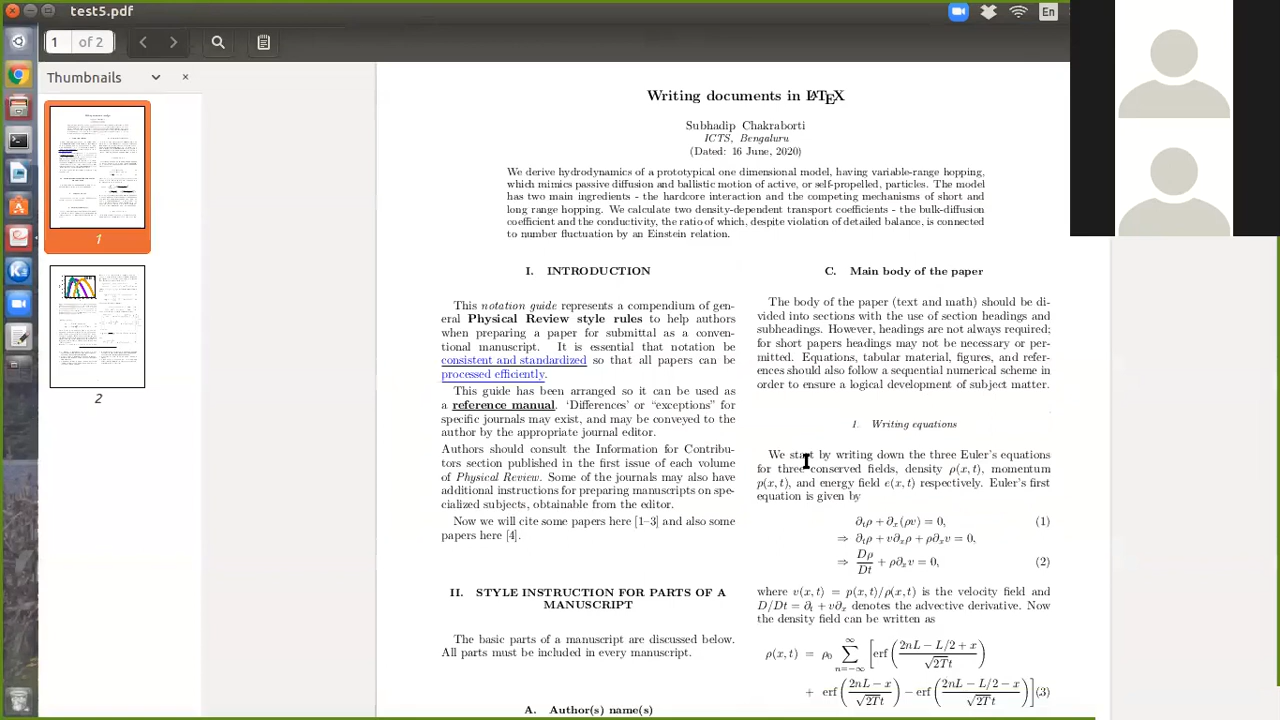 test5.pdf
En
1 of 2
Thumbnails
1
2
Writing documents in LATEX
Subhadip Chakraborti
ICTS, Bengaluru
(Dated: 16 June, 2020)
We derive hydrodynamics of a prototypical one dimensional model, having variable-range hopping,
which mimics passive diffusion and ballistic motion of active, or self-propelled, particles. The model
has two main ingredients - the hardcore interaction and the competing mechanisms of short and
long range hopping. We calculate two density-dependent transport coefficients - the bulk-diffusion
coefficient and the conductivity, the ratio of which, despite violation of detailed balance, is connected
to number fluctuation by an Einstein relation.
I. INTRODUCTION
This notation guide represents a compendium of gen-
eral Physical Review style rules to help authors
when preparing a paper for submittal as a conven-
tional manuscript. It is essential that notation be
consistent and standardized so that all papers can be
processed efficiently.
This guide has been arranged so it can be used as
a reference manual. ‘Differences’ or “exceptions” for
specific journals may exist, and may be conveyed to the
author by the appropriate journal editor.
Authors should consult the Information for Contribu-
tors section published in the first issue of each volume
of Physical Review. Some of the journals may also have
additional instructions for preparing manuscripts on spe-
cialized subjects, obtainable from the editor.
Now we will cite some papers here [1–3] and also some
papers here [4].
II. STYLE INSTRUCTION FOR PARTS OF A
MANUSCRIPT
The basic parts of a manuscript are discussed below.
All parts must be included in every manuscript.
A. Author(s) name(s)
C. Main body of the paper
The body of the paper (text and math) should be di-
vided into sections with the use of section headings and
subheadings. However, headings are not always required;
for short papers headings may not be necessary or per-
mitted. Equations, tabular material, figures, and refer-
ences should also follow a sequential numerical scheme in
order to ensure a logical development of subject matter.
1. Writing equations
We start by writing down the three Euler's equations
for three conserved fields, density ρ(x, t), momentum
p(x, t), and energy field e(x, t) respectively. Euler's first
equation is given by
∂tρ + ∂x(ρv) = 0, (1)
⇒ ∂tρ + v∂xρ + ρ∂xv = 0,
⇒ Dρ/Dt + ρ∂xv = 0, (2)
where v(x, t) = p(x, t)/ρ(x, t) is the velocity field and
D/Dt = ∂t + v∂x denotes the advective derivative. Now
the density field can be written as
ρ(x, t) = ρ0 ∑n=−∞^∞ [erf((2nL − L/2 + x)/√2Tt)
+ erf((2nL − x)/√2Tt) − erf((2nL − L/2 − x)/√2Tt)](3)